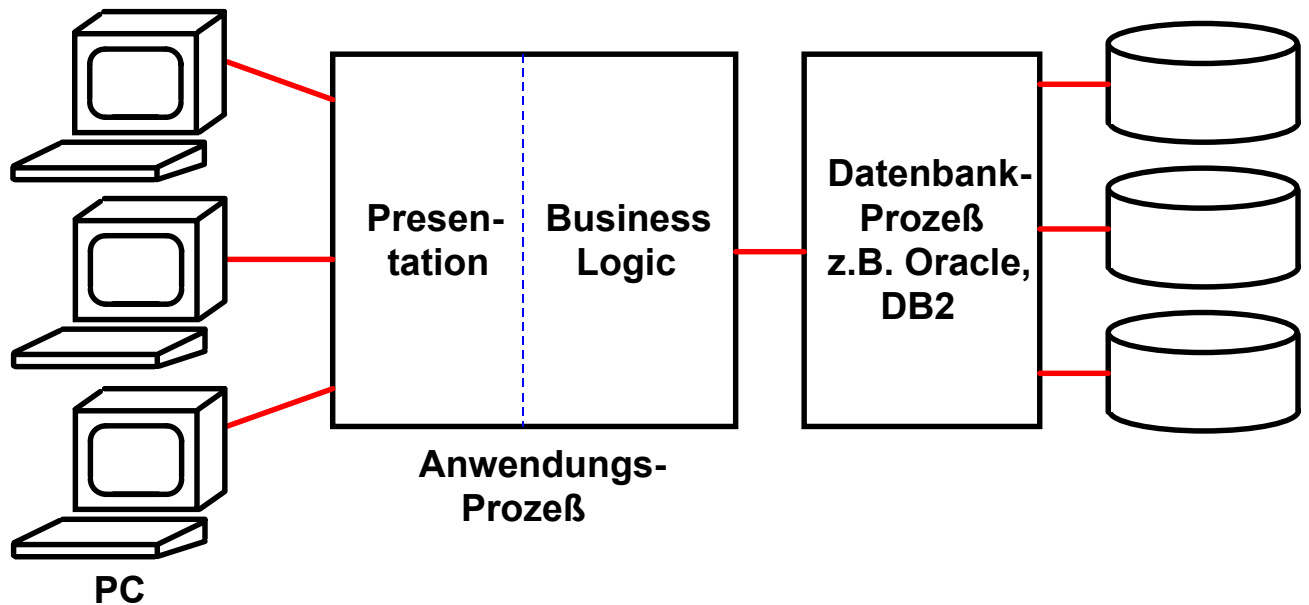 Presen-
tation
Business
Logic
Datenbank-
Prozeß
z.B. Oracle,
DB2
Anwendungs-
Prozeß
PC